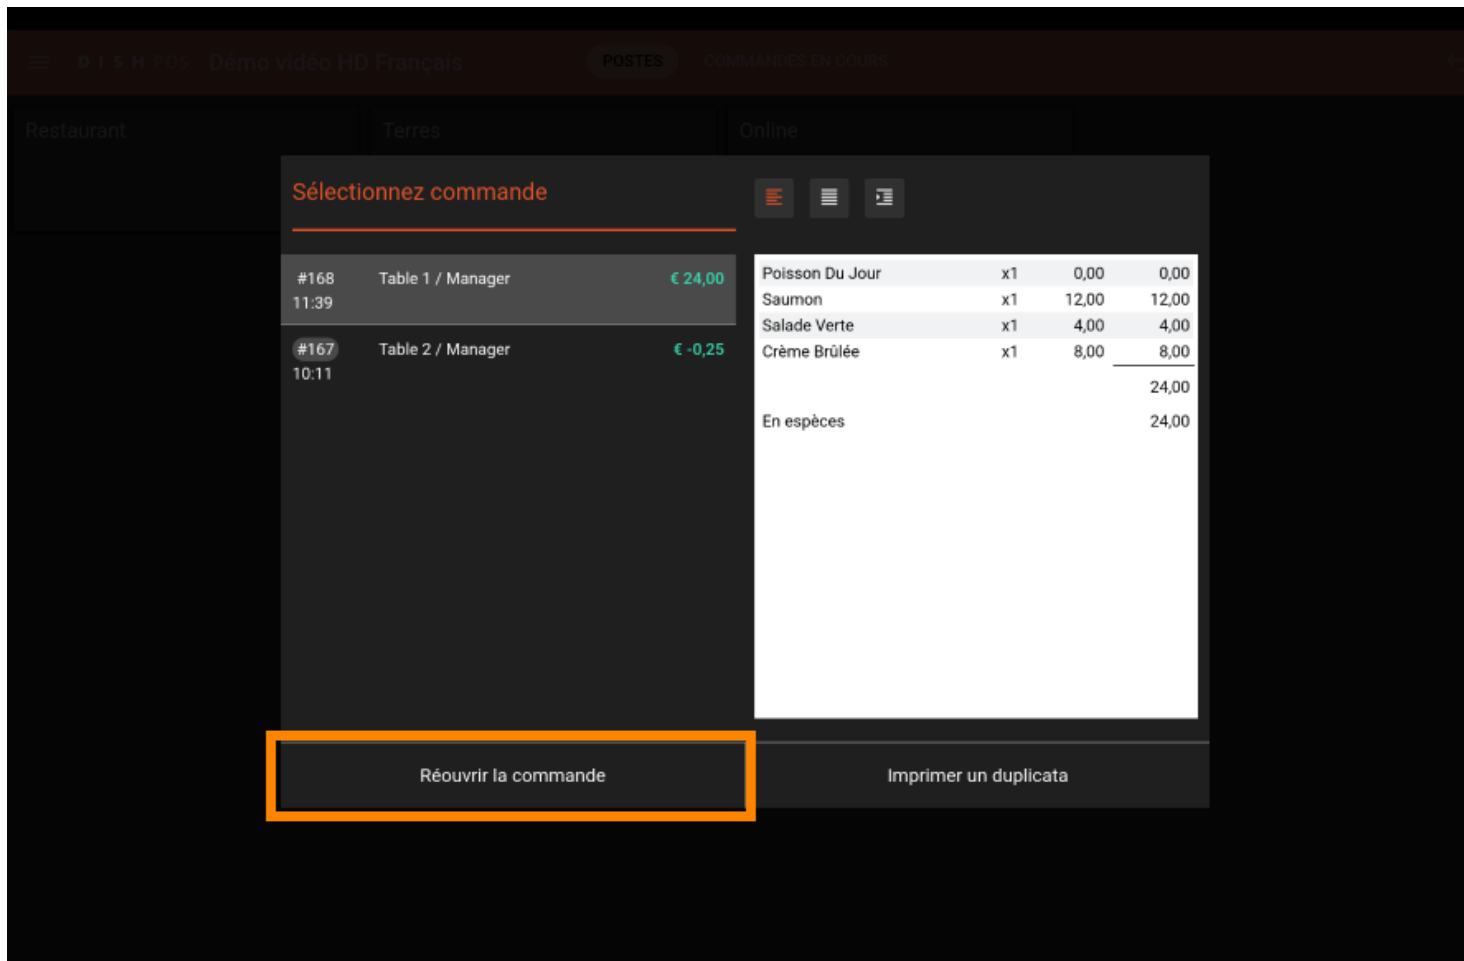 DISH POS Démo vidéo HD Français POSTES COMMANDES EN COURS
Restaurant Terres Online
Sélectionnez commande
#168 Table 1 / Manager € 24,00
11:39
#167 Table 2 / Manager € -0,25
10:11
Poisson Du Jour x1 0,00 0,00
Saumon x1 12,00 12,00
Salade Verte x1 4,00 4,00
Crème Brûlée x1 8,00 8,00
24,00
En espèces 24,00
Réouvrir la commande Imprimer un duplicata